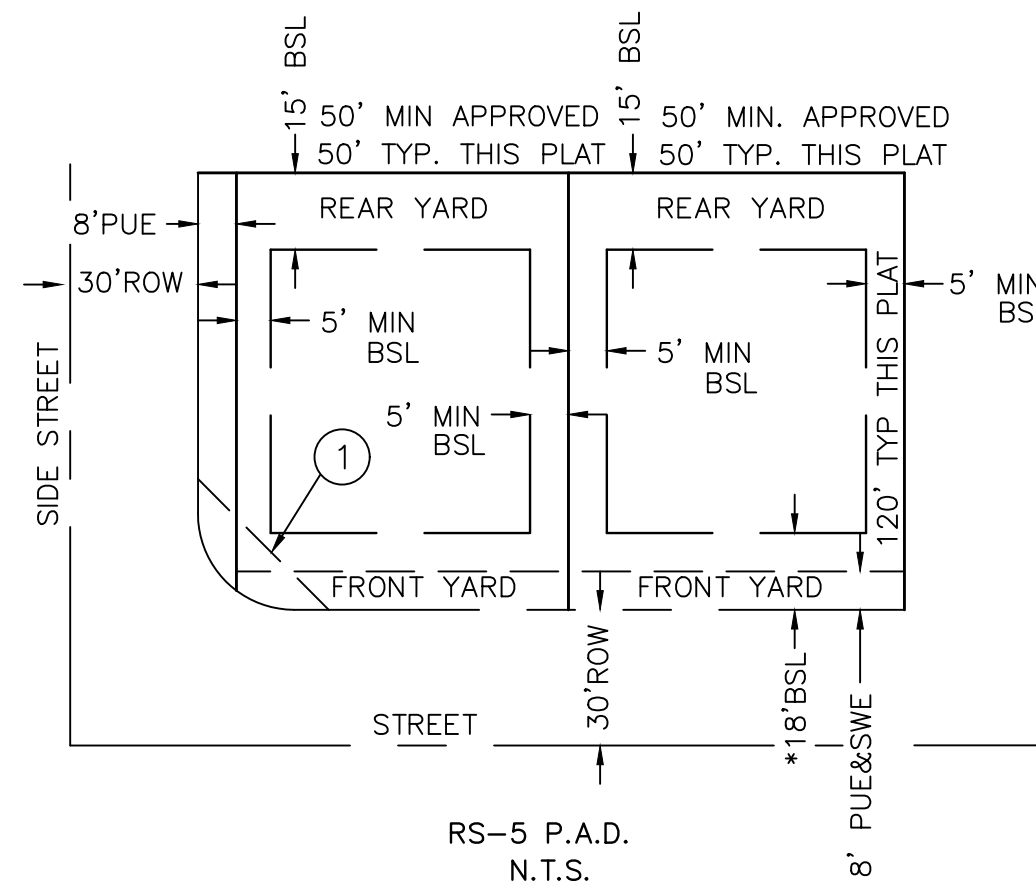 15' BSL
15' BSL
50' MIN APPROVED
50' TYP. THIS PLAT
50' MIN. APPROVED
50' TYP. THIS PLAT
REAR YARD
REAR YARD
8'PUE
30'ROW
5' MIN
BSL
5' MIN
BSL
5' MIN
BS
5' MIN
BSL
1
SIDE STREET
120' TYP THIS PLAT
FRONT YARD
FRONT YARD
30'ROW
*18'BSL
8' PUE&SWE
STREET
RS-5 P.A.D.
N.T.S.